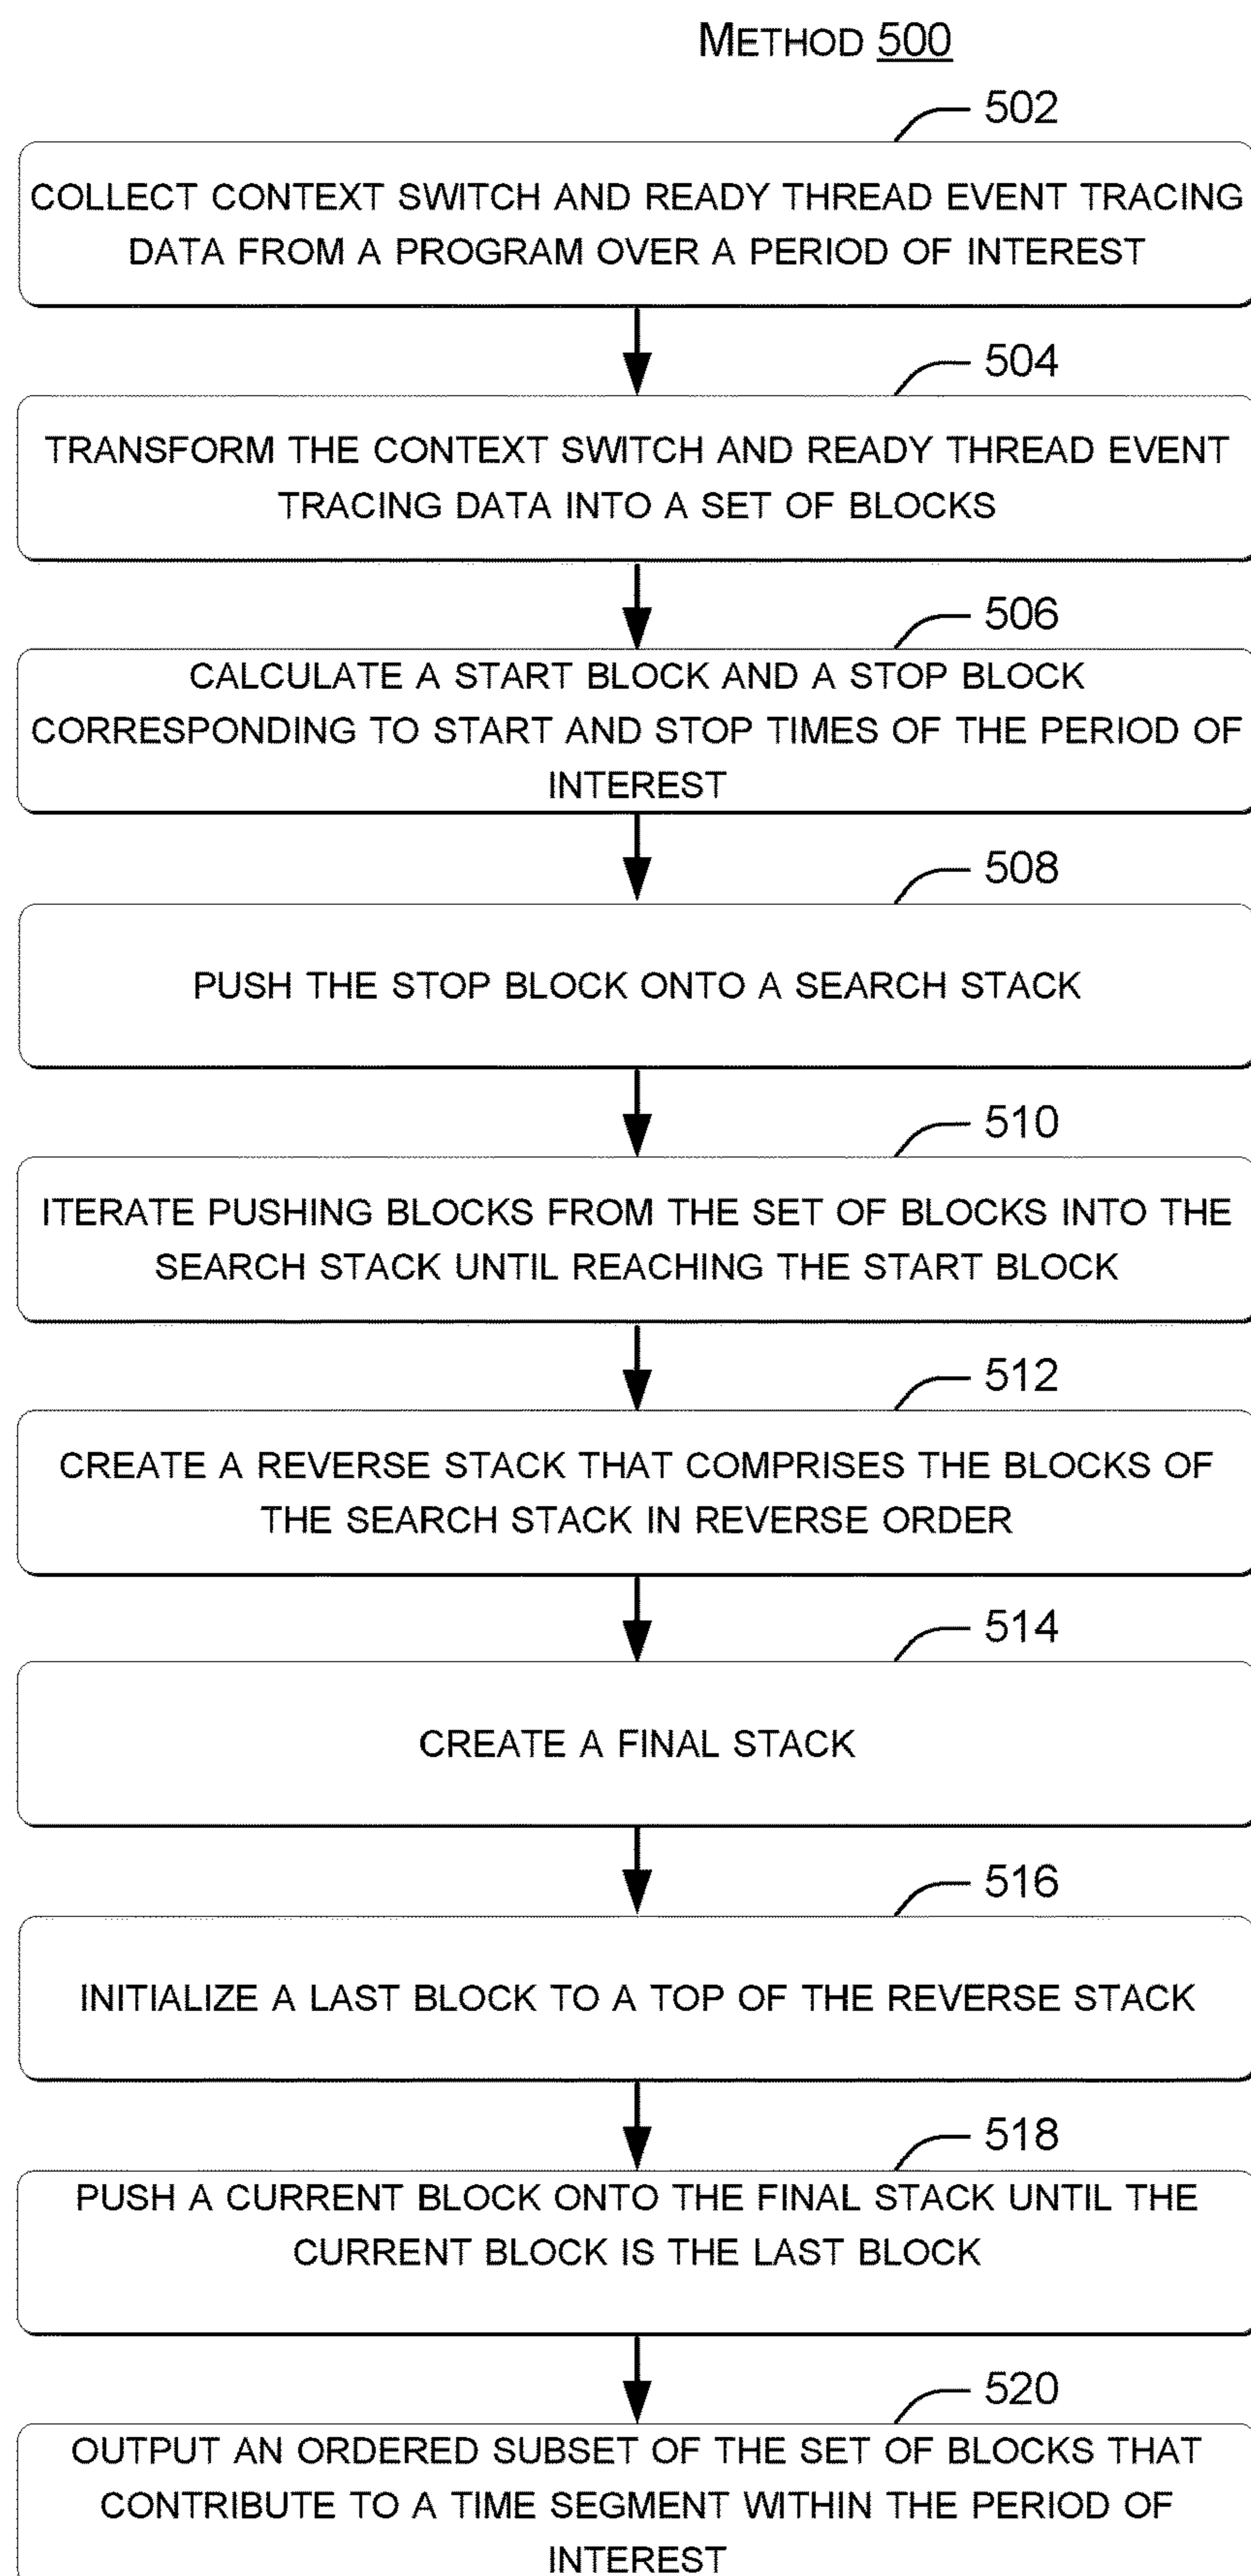 METHOD 500
502
COLLECT CONTEXT SWITCH AND READY THREAD EVENT TRACING
DATA FROM A PROGRAM OVER A PERIOD OF INTEREST
504
TRANSFORM THE CONTEXT SWITCH AND READY THREAD EVENT
TRACING DATA INTO A SET OF BLOCKS
506
CALCULATE A START BLOCK AND A STOP BLOCK
CORRESPONDING TO START AND STOP TIMES OF THE PERIOD OF
INTEREST
508
PUSH THE STOP BLOCK ONTO A SEARCH STACK
510
ITERATE PUSHING BLOCKS FROM THE SET OF BLOCKS INTO THE
SEARCH STACK UNTIL REACHING THE START BLOCK
512
CREATE A REVERSE STACK THAT COMPRISES THE BLOCKS OF
THE SEARCH STACK IN REVERSE ORDER
514
CREATE A FINAL STACK
516
INITIALIZE A LAST BLOCK TO A TOP OF THE REVERSE STACK
518
PUSH A CURRENT BLOCK ONTO THE FINAL STACK UNTIL THE
CURRENT BLOCK IS THE LAST BLOCK
520
OUTPUT AN ORDERED SUBSET OF THE SET OF BLOCKS THAT
CONTRIBUTE TO A TIME SEGMENT WITHIN THE PERIOD OF
INTEREST